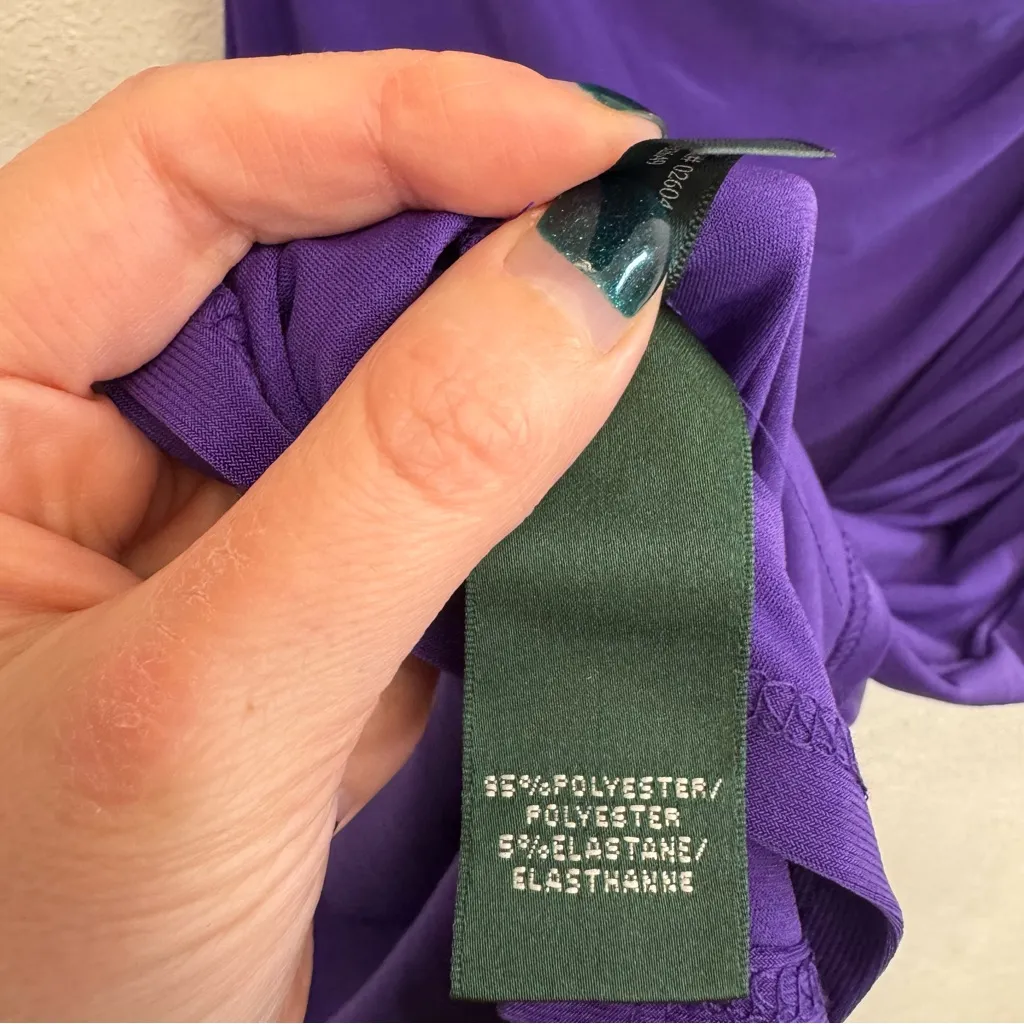 95%POLYESTER/
POLYESTER
5%ELASTANE/
ELASTHANNE